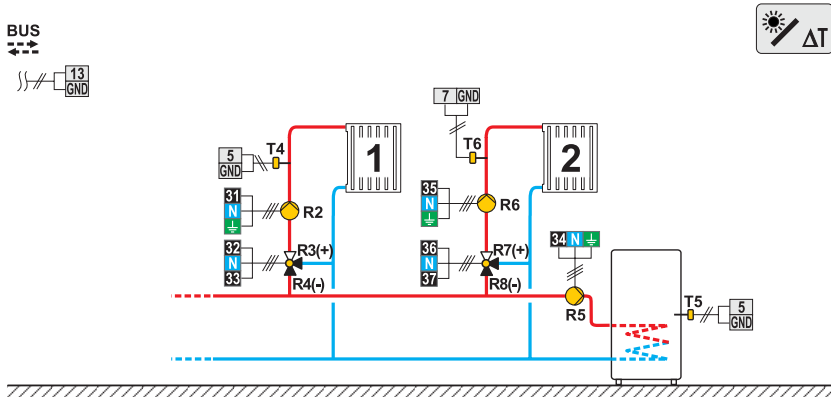 BUS
ΔT
13
GND
7 GND
T4
5
GND
1
T6
2
31
N
R2
35
N
R6
32
N
33
R3(+)
R4(-)
36
N
37
R7(+)
R8(-)
34 N
R5
T5
5
GND